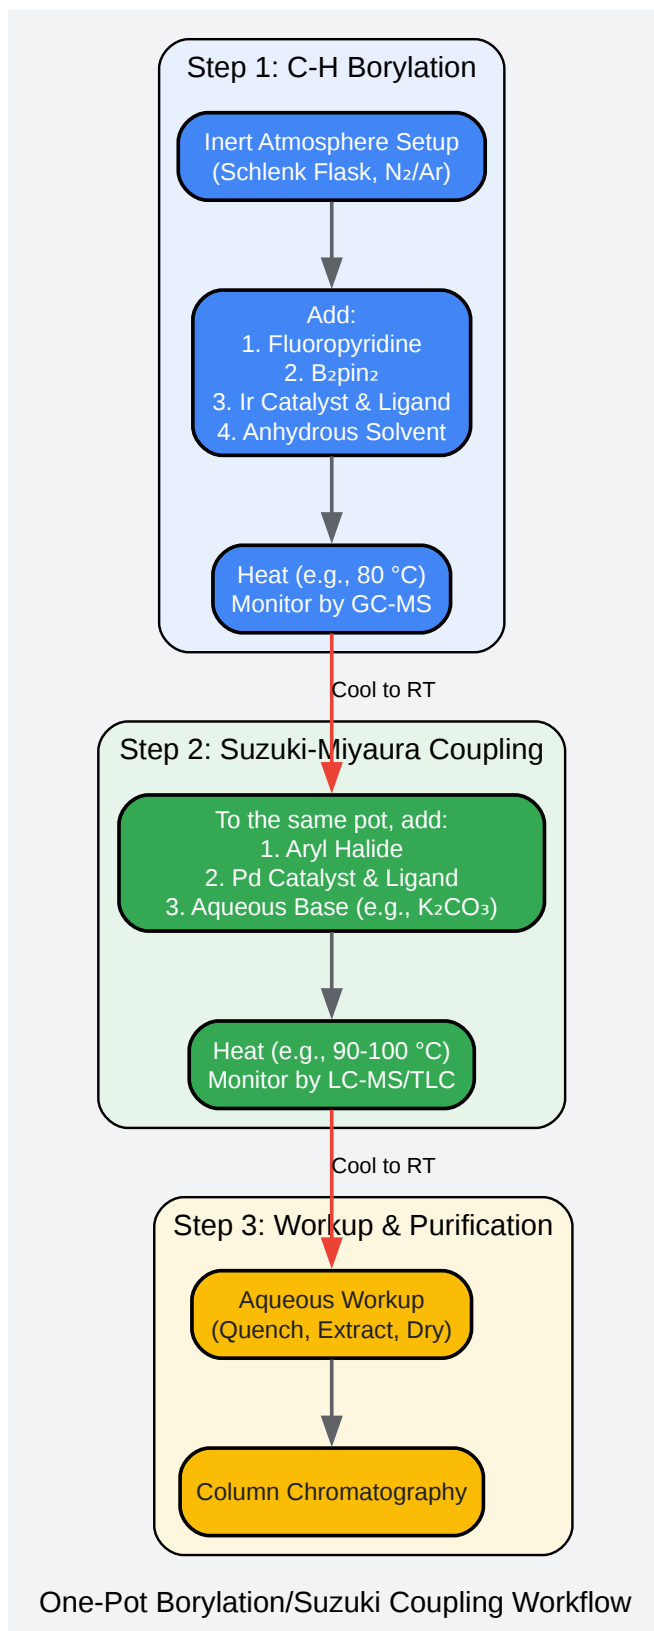 Step 1: C-H Borylation
Inert Atmosphere Setup
(Schlenk Flask, N₂/Ar)
Add:
1. Fluoropyridine
2. B₂pin₂
3. Ir Catalyst & Ligand
4. Anhydrous Solvent
Heat (e.g., 80 °C)
Monitor by GC-MS
Cool to RT
Step 2: Suzuki-Miyaura Coupling
To the same pot, add:
1. Aryl Halide
2. Pd Catalyst & Ligand
3. Aqueous Base (e.g., K₂CO₃)
Heat (e.g., 90-100 °C)
Monitor by LC-MS/TLC
Cool to RT
Step 3: Workup & Purification
Aqueous Workup
(Quench, Extract, Dry)
Column Chromatography
One-Pot Borylation/Suzuki Coupling Workflow